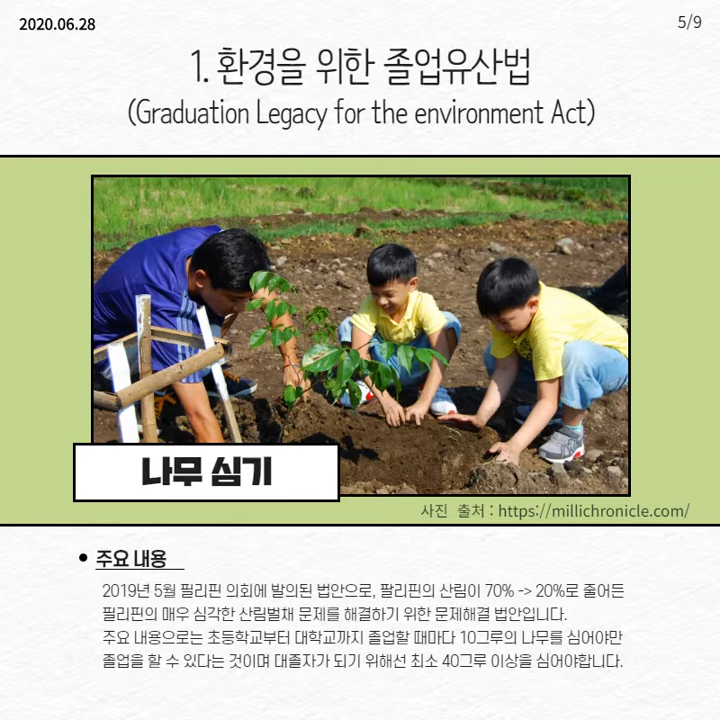 2020.06.28
5/9
1. 환경을 위한 졸업유산법
(Graduation Legacy for the environment Act)
나무 심기
사진 출처 : https://millichronicle.com/
주요 내용
2019년 5월 필리핀 의회에 발의된 법안으로, 팔리핀의 산림이 70% -> 20%로 줄어든
필리핀의 매우 심각한 산림벌채 문제를 해결하기 위한 문제해결 법안입니다.
주요 내용으로는 초등학교부터 대학교까지 졸업할 때마다 10그루의 나무를 심어야만
졸업을 할 수 있다는 것이며 대졸자가 되기 위해선 최소 40그루 이상을 심어야합니다.